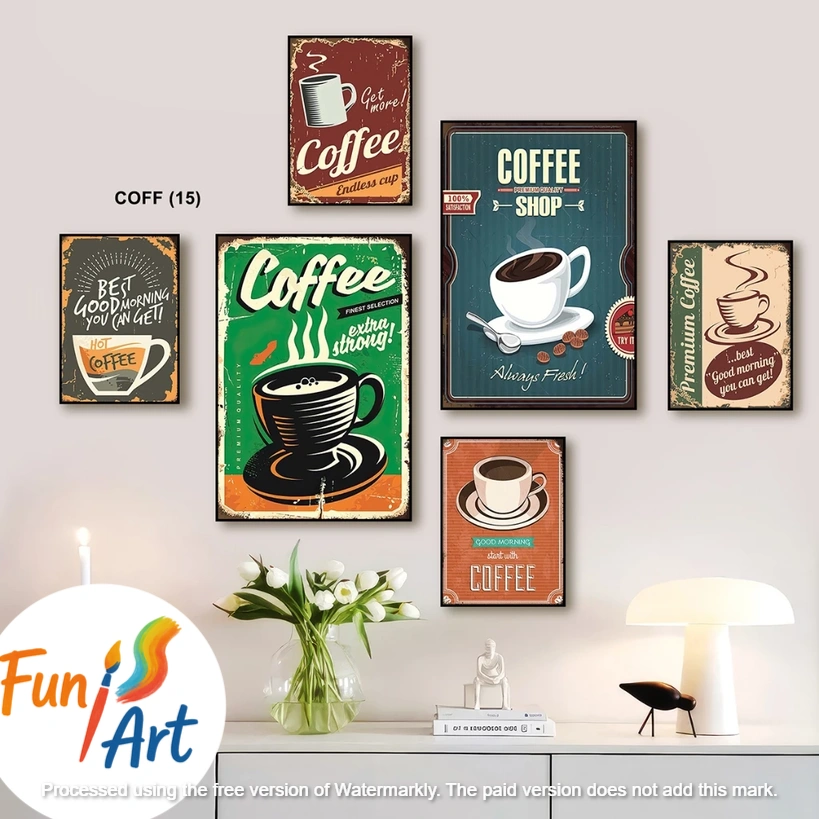 Get
more!
Coffee
Endless cup
COFFEE
PREMIUM QUALITY
SHOP
100%
SATISFACTION
TRY IT
Always Fresh!
COFF (15)
BEST
GOOD MORNING
YOU CAN GET!
HOT
COFFEE
Coffee
FINEST SELECTION
extra
strong!
PREMIUM QUALITY
Premium Coffee
...best
"Good morning"
you can get!
GOOD MORNING
start with
COFFEE
Fun
Art
Processed using the free version of Watermarkly. The paid version does not add this mark.